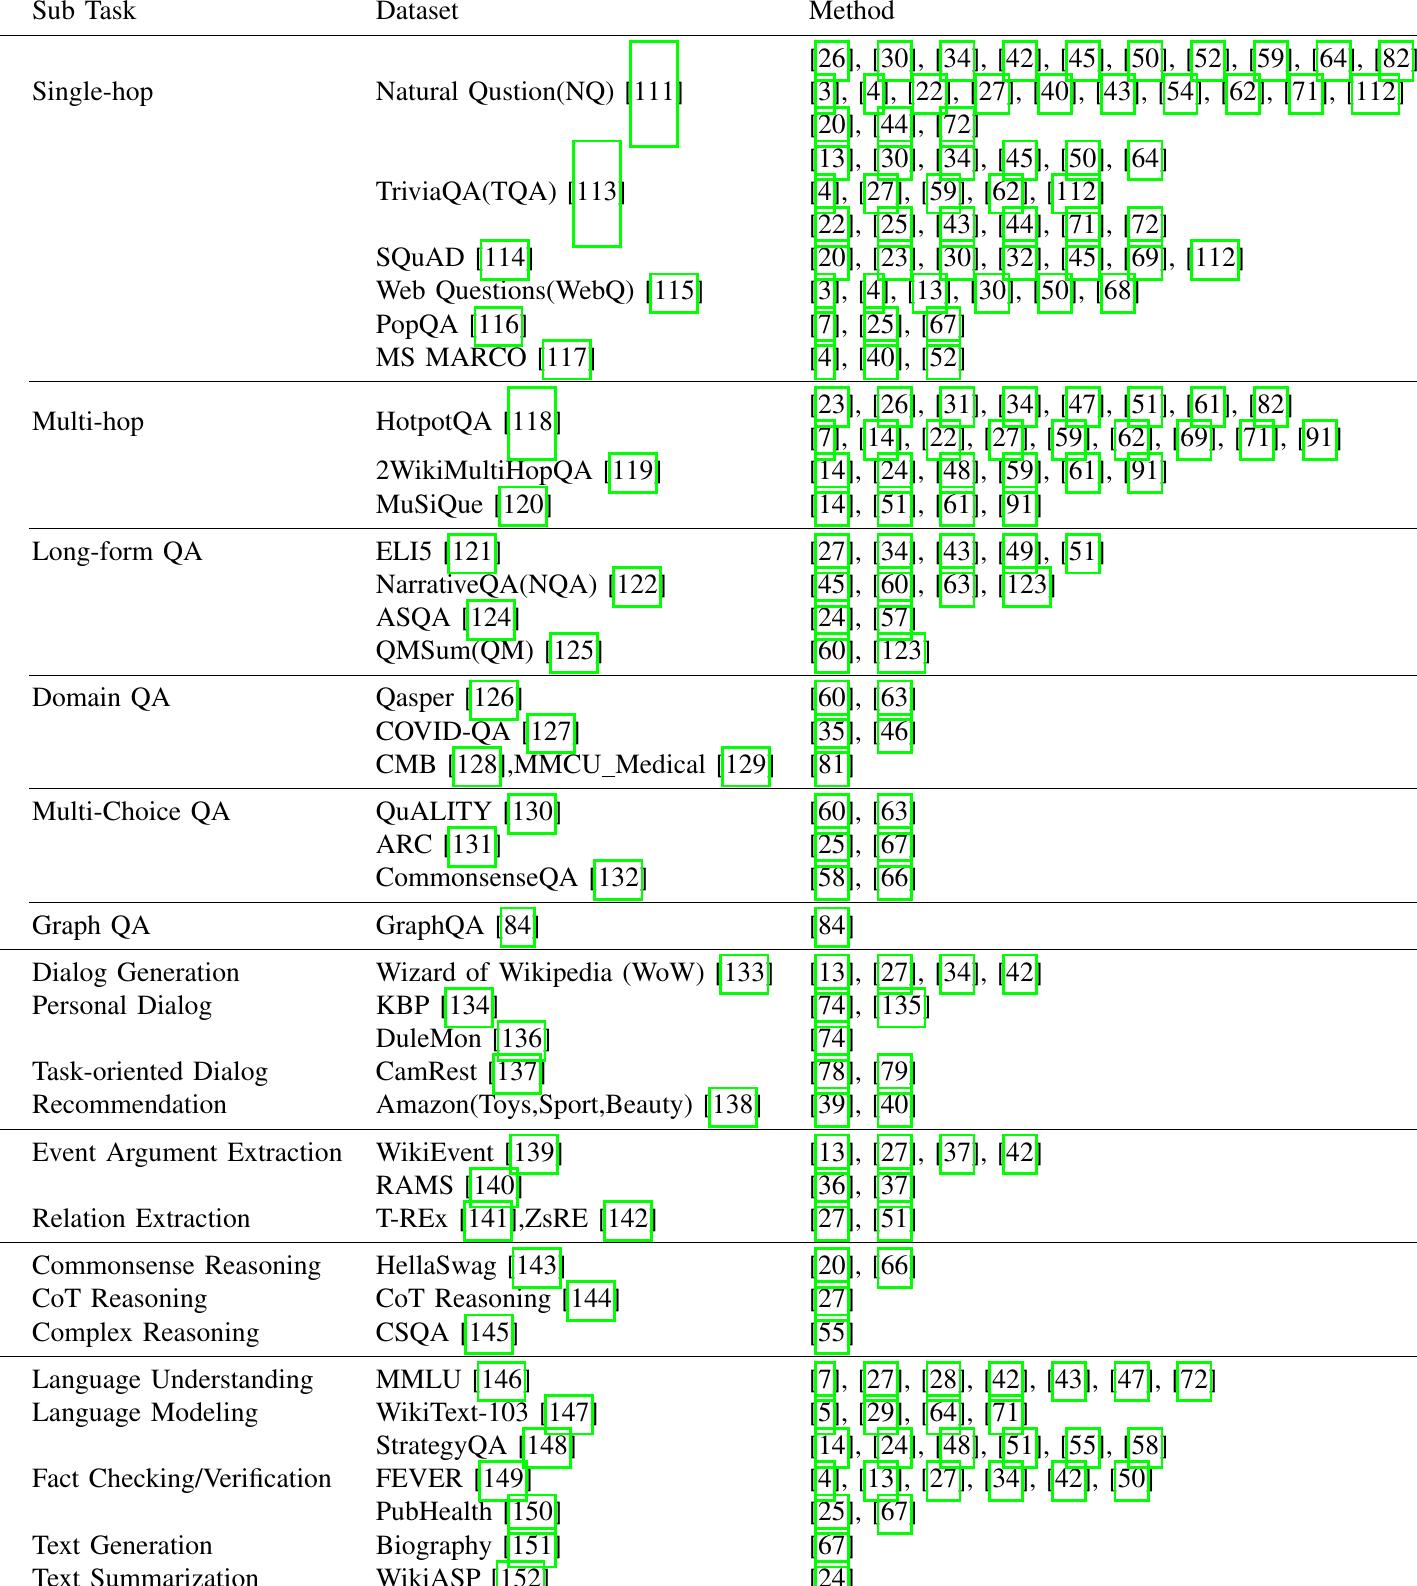 Sub Task Dataset Method
[26], [30], [34], [42], [45], [50], [52], [59], [64], [82]
Single-hop Natural Qustion(NQ) [111] [3], [4], [22], [27], [40], [43], [54], [62], [71], [112]
[20], [44], [72]
[13], [30], [34], [45], [50], [64]
TriviaQA(TQA) [113] [4], [27], [59], [62], [112]
[22], [25], [43], [44], [71], [72]
SQuAD [114] [20], [23], [30], [32], [45], [69], [112]
Web Questions(WebQ) [115] [3], [4], [13], [30], [50], [68]
PopQA [116] [7], [25], [67]
MS MARCO [117] [4], [40], [52]
[23], [26], [31], [34], [47], [51], [61], [82]
Multi-hop HotpotQA [118]
[7], [14], [22], [27], [59], [62], [69], [71], [91]
2WikiMultiHopQA [119] [14], [24], [48], [59], [61], [91]
MuSiQue [120] [14], [51], [61], [91]
Long-form QA ELI5 [121] [27], [34], [43], [49], [51]
NarrativeQA(NQA) [122] [45], [60], [63], [123]
ASQA [124] [24], [57]
QMSum(QM) [125] [60], [123]
Domain QA Qasper [126] [60], [63]
COVID-QA [127] [35], [46]
CMB [128],MMCU_Medical [129] [81]
Multi-Choice QA QuALITY [130] [60], [63]
ARC [131] [25], [67]
CommonsenseQA [132] [58], [66]
Graph QA GraphQA [84] [84]
Dialog Generation Wizard of Wikipedia (WoW) [133] [13], [27], [34], [42]
Personal Dialog KBP [134] [74], [135]
DuleMon [136] [74]
Task-oriented Dialog CamRest [137] [78], [79]
Recommendation Amazon(Toys,Sport,Beauty) [138] [39], [40]
Event Argument Extraction WikiEvent [139] [13], [27], [37], [42]
RAMS [140] [36], [37]
Relation Extraction T-REx [141],ZsRE [142] [27], [51]
Commonsense Reasoning HellaSwag [143] [20], [66]
CoT Reasoning CoT Reasoning [144] [27]
Complex Reasoning CSQA [145] [55]
Language Understanding MMLU [146] [7], [27], [28], [42], [43], [47], [72]
Language Modeling WikiText-103 [147] [5], [29], [64], [71]
StrategyQA [148] [14], [24], [48], [51], [55], [58]
Fact Checking/Verification FEVER [149] [4], [13], [27], [34], [42], [50]
PubHealth [150] [25], [67]
Text Generation Biography [151] [67]
Text Summarization WikiASP [152] [24]